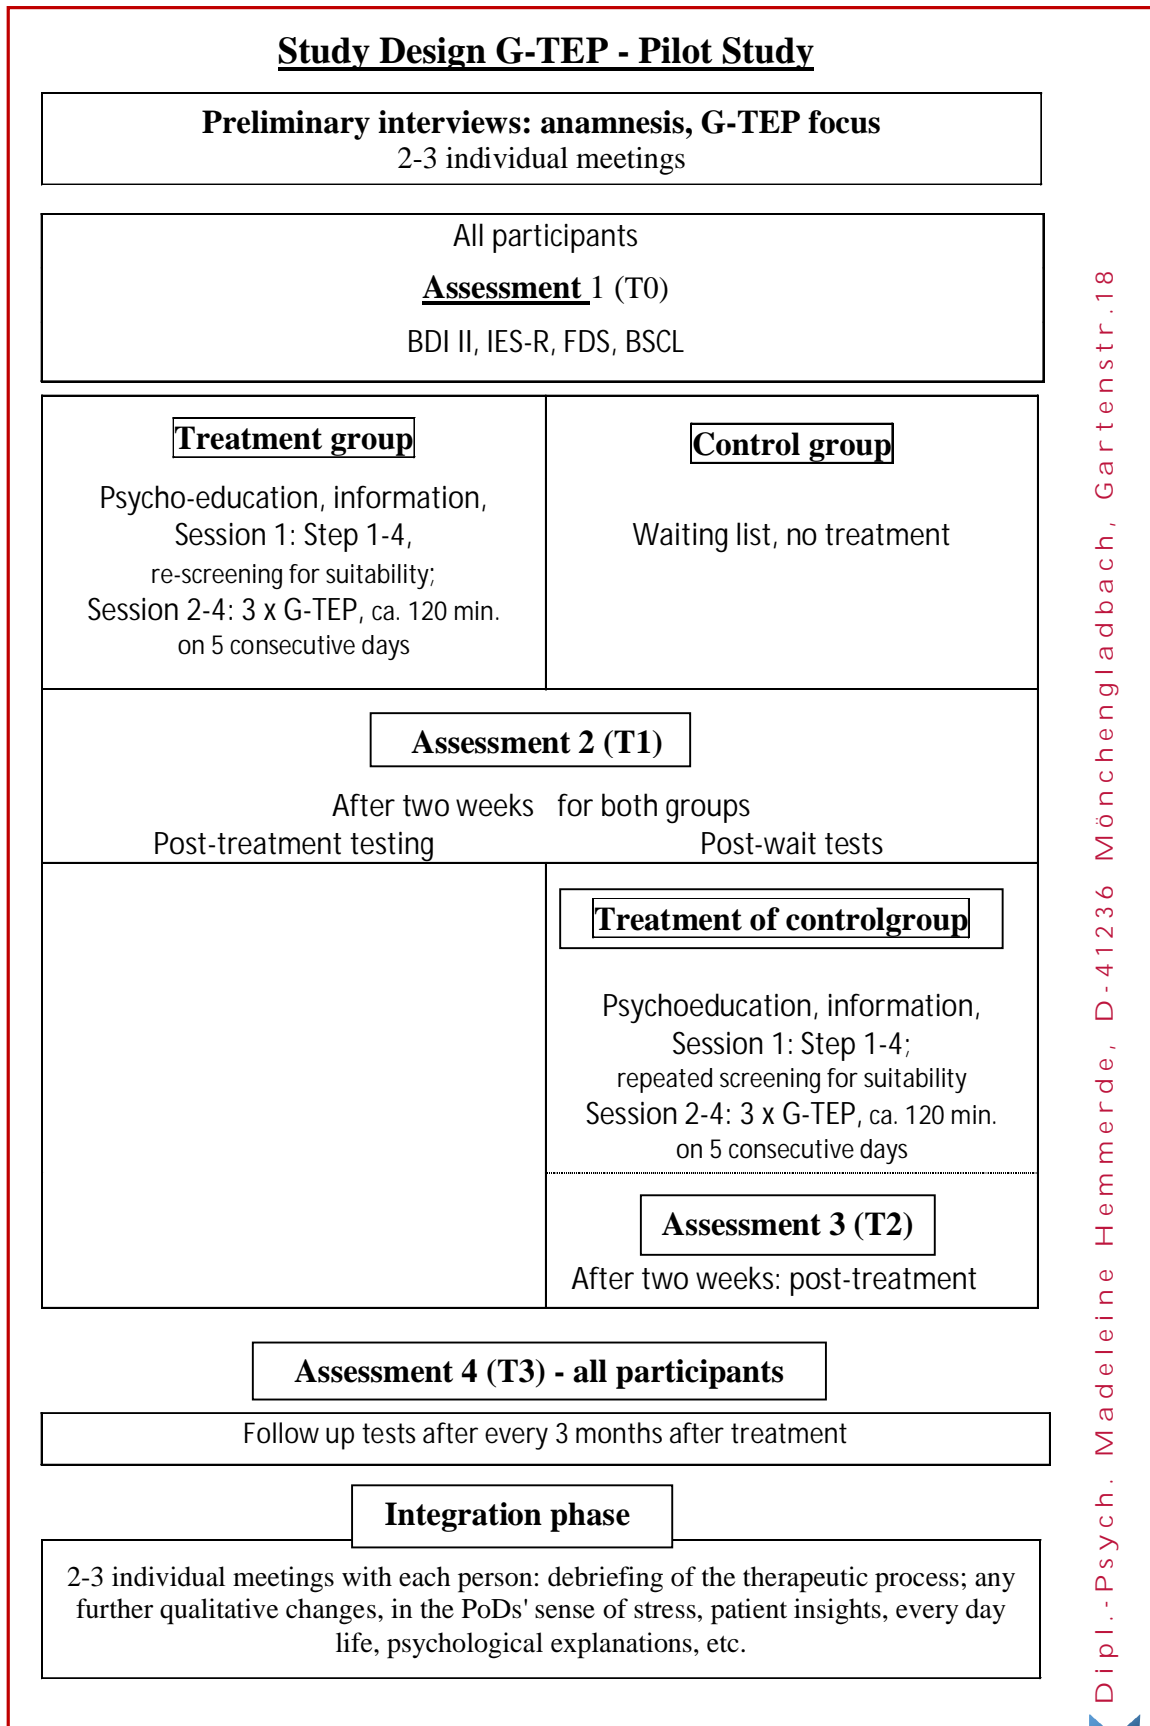 Study Design G-TEP - Pilot Study
Preliminary interviews: anamnesis, G-TEP focus
2-3 individual meetings
All participants
Assessment 1 (T0)
BDI II, IES-R, FDS, BSCL
Treatment group
Psycho-education, information,
Session 1: Step 1-4,
re-screening for suitability;
Session 2-4: 3 x G-TEP, ca. 120 min.
on 5 consecutive days
Control group
Waiting list, no treatment
Assessment 2 (T1)
After two weeks for both groups
Post-treatment testing Post-wait tests
Treatment of controlgroup
Psychoeducation, information,
Session 1: Step 1-4;
repeated screening for suitability
Session 2-4: 3 x G-TEP, ca. 120 min.
on 5 consecutive days
Assessment 3 (T2)
After two weeks: post-treatment
Assessment 4 (T3) - all participants
Follow up tests after every 3 months after treatment
Integration phase
2-3 individual meetings with each person: debriefing of the therapeutic process; any
further qualitative changes, in the PoDs' sense of stress, patient insights, every day
life, psychological explanations, etc.
Dipl.-Psych. Madeleine Hemmerde, D-41236 Mönchengladbach, Gartenstr.18